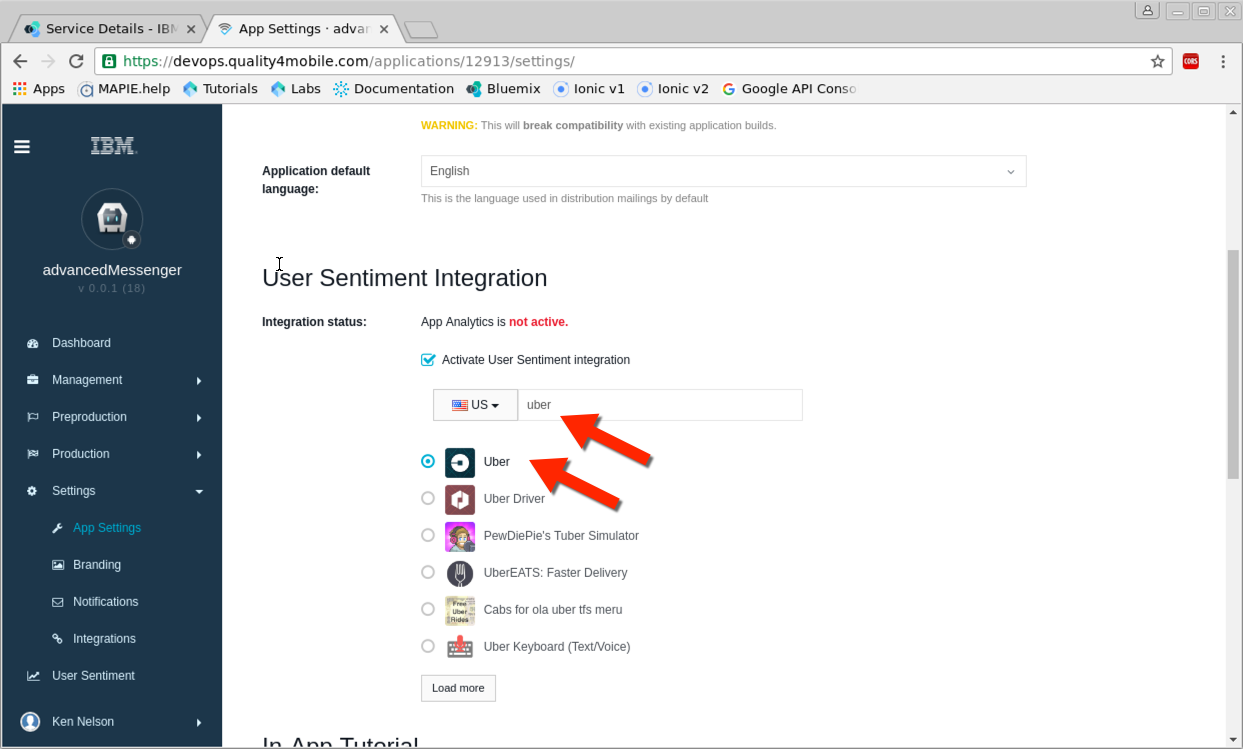 Service Details - IBM
App Settings · advan
https://devops.quality4mobile.com/applications/12913/settings/
CORS
Apps
MAPIE.help
Tutorials
Labs
Documentation
Bluemix
Ionic v1
Ionic v2
Google API Conso
IBM
advancedMessenger
v 0.0.1 (18)
Dashboard
Management
Preproduction
Production
Settings
App Settings
Branding
Notifications
Integrations
User Sentiment
Ken Nelson
WARNING: This will break compatibility with existing application builds.
Application default
language:
English
This is the language used in distribution mailings by default
User Sentiment Integration
Integration status:
App Analytics is not active.
Activate User Sentiment integration
US
uber
Uber
Uber Driver
PewDiePie's Tuber Simulator
UberEATS: Faster Delivery
Free
Uber
Rides
Cabs for ola uber tfs meru
Uber Keyboard (Text/Voice)
Load more
In-App Tutorial